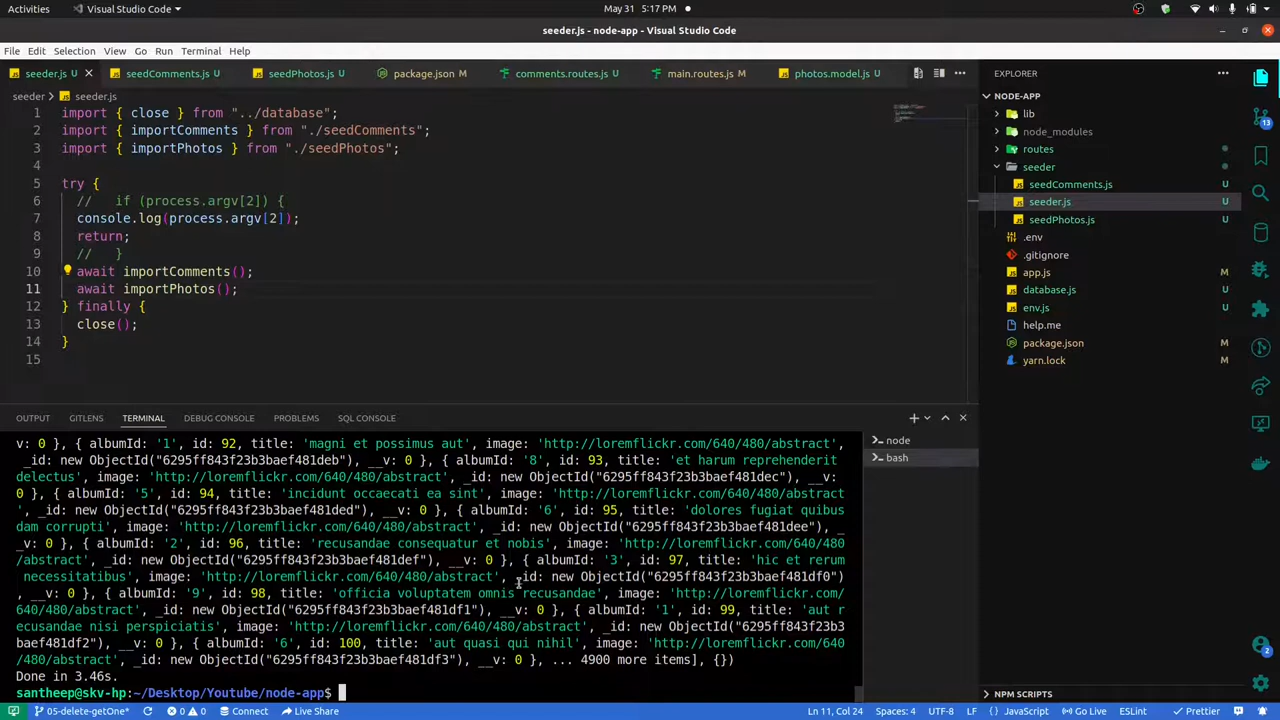 Activities
Visual Studio Code
May 31 5:17 PM
seeder.js - node-app - Visual Studio Code
File Edit Selection View Go Run Terminal Help
seeder.js U
seedComments.js U
seedPhotos.js U
package.json M
comments.routes.js U
main.routes.js M
photos.model.js U
EXPLORER
seeder > seeder.js
1 import { close } from "../database";
2 import { importComments } from "./seedComments";
3 import { importPhotos } from "./seedPhotos";
4
5 try {
6 // if (process.argv[2]) {
7 console.log(process.argv[2]);
8 return;
9 // }
10 await importComments();
11 await importPhotos();
12 } finally {
13 close();
14 }
15
NODE-APP
lib
node_modules
routes
seeder
seedComments.js U
seeder.js U
seedPhotos.js U
.env
.gitignore
app.js M
database.js U
env.js U
help.me
package.json M
yarn.lock M
13
2
NPM SCRIPTS
OUTPUT GITLENS TERMINAL DEBUG CONSOLE PROBLEMS SQL CONSOLE
node
bash
v: 0 }, { albumId: '1', id: 92, title: 'magni et possimus aut', image: 'http://loremflickr.com/640/480/abstract',
_id: new ObjectId("6295ff843f23b3baef481deb"), __v: 0 }, { albumId: '8', id: 93, title: 'et harum reprehenderit
delectus', image: 'http://loremflickr.com/640/480/abstract', _id: new ObjectId("6295ff843f23b3baef481dec"), __v:
0 }, { albumId: '5', id: 94, title: 'incidunt occaecati ea sint', image: 'http://loremflickr.com/640/480/abstract
', _id: new ObjectId("6295ff843f23b3baef481ded"), __v: 0 }, { albumId: '6', id: 95, title: 'dolores fugiat quibus
dam corrupti', image: 'http://loremflickr.com/640/480/abstract', _id: new ObjectId("6295ff843f23b3baef481dee"), _
_v: 0 }, { albumId: '2', id: 96, title: 'recusandae consequatur et nobis', image: 'http://loremflickr.com/640/480
/abstract', _id: new ObjectId("6295ff843f23b3baef481def"), __v: 0 }, { albumId: '3', id: 97, title: 'hic et rerum
necessitatibus', image: 'http://loremflickr.com/640/480/abstract', _id: new ObjectId("6295ff843f23b3baef481df0")
, __v: 0 }, { albumId: '9', id: 98, title: 'officia voluptatem omnis recusandae', image: 'http://loremflickr.com/
640/480/abstract', _id: new ObjectId("6295ff843f23b3baef481df1"), __v: 0 }, { albumId: '1', id: 99, title: 'aut r
ecusandae nisi perspiciatis', image: 'http://loremflickr.com/640/480/abstract', _id: new ObjectId("6295ff843f23b3
baef481df2"), __v: 0 }, { albumId: '6', id: 100, title: 'aut quasi qui nihil', image: 'http://loremflickr.com/640
/480/abstract', _id: new ObjectId("6295ff843f23b3baef481df3"), __v: 0 }, ... 4900 more items], {})
Done in 3.46s.
santheep@skv-hp:~/Desktop/Youtube/node-app$
05-delete-getOne* 0 0 Connect Live Share
Ln 11, Col 24 Spaces: 4 UTF-8 LF JavaScript Go Live ESLint Prettier